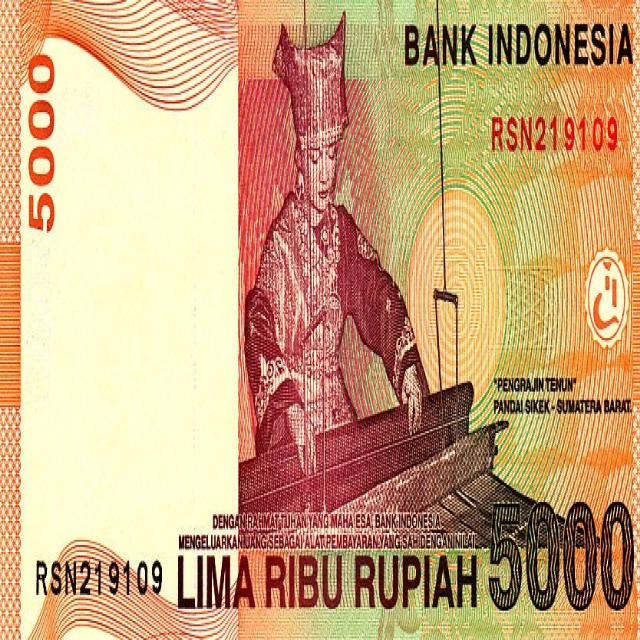 BANK INDONESIA
5000
RSN219109
"PENGRAJIN TENUN"
PANDAI SIKEK - SUMATERA BARAT.
DENGAN RAHMAT TUHAN YANG MAHA ESA, BANK INDONESIA
MENGELUARKAN UANG SEBAGAI ALAT PEMBAYARAN YANG SAH DENGAN NILAI
RSN219109
LIMA RIBU RUPIAH 5000